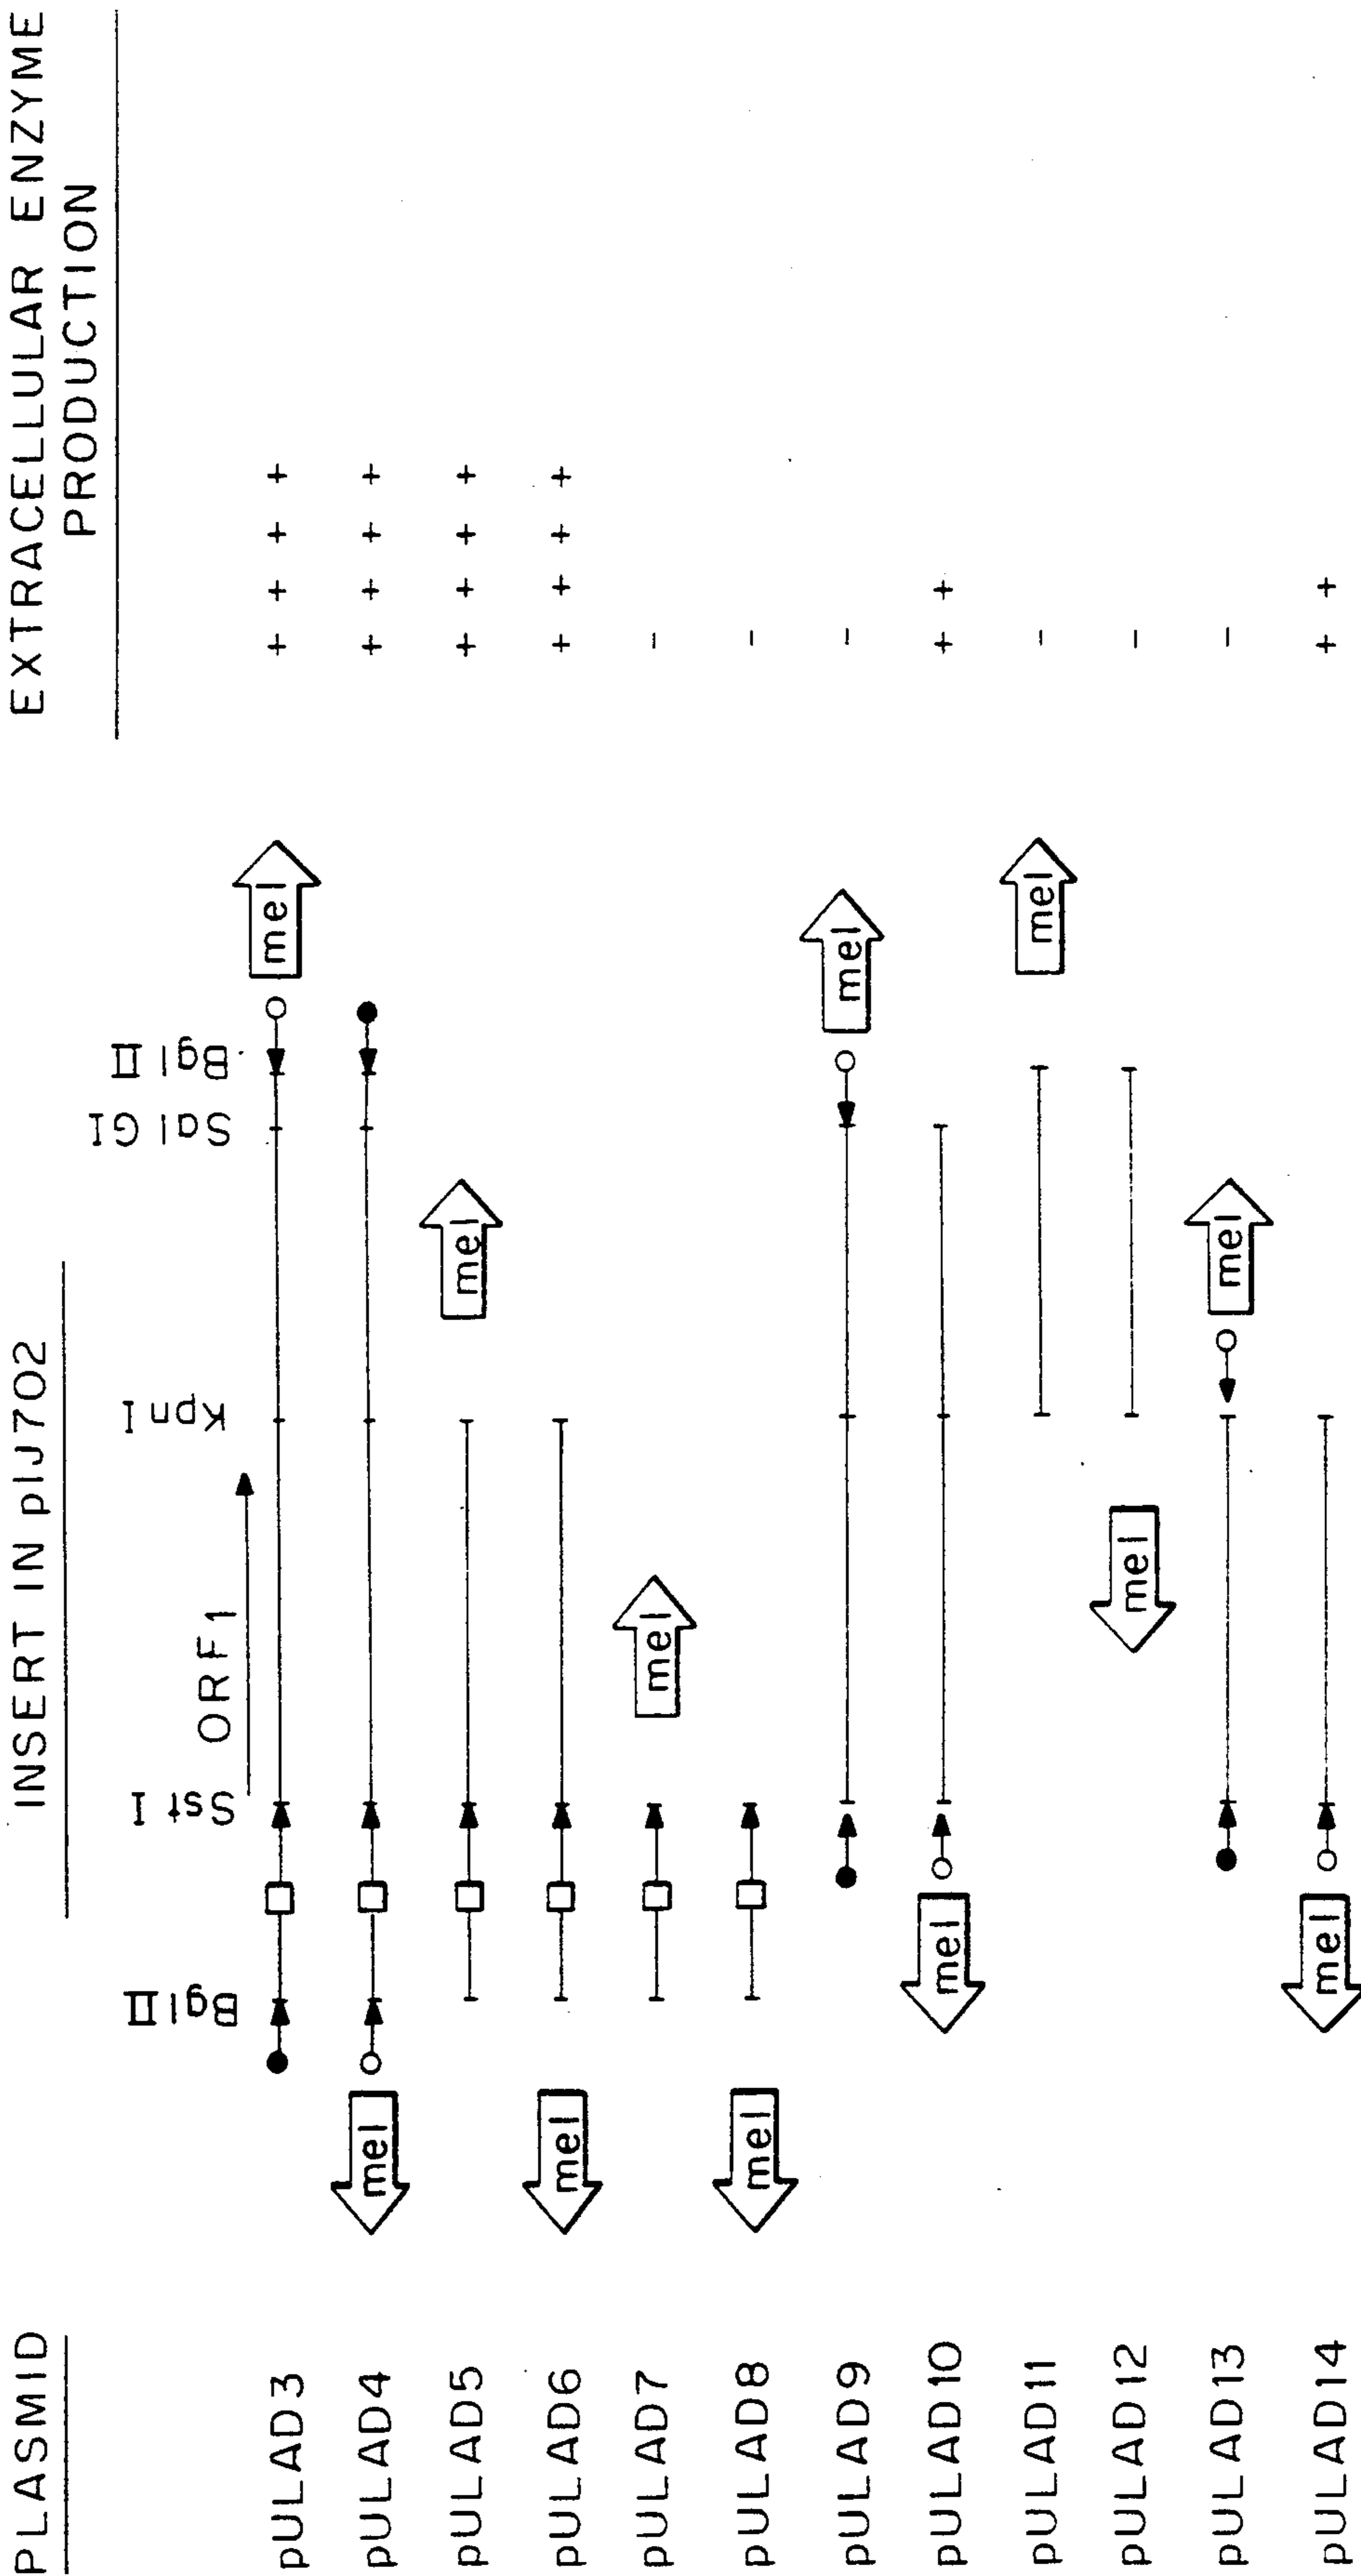 PLASMID
INSERT IN pIJ702
EXTRACELLULAR ENZYME
PRODUCTION
Bgl II
Sst I
Kpn I
Sal GI
Bgl II
ORF1
pULAD3
mel
+ + + +
pULAD4
mel
+ + + +
pULAD5
mel
+ + + +
pULAD6
mel
+ + + +
pULAD7
mel
-
pULAD8
mel
-
pULAD9
mel
-
pULAD10
mel
+ +
pULAD11
mel
-
pULAD12
mel
-
pULAD13
mel
-
pULAD14
mel
+ +